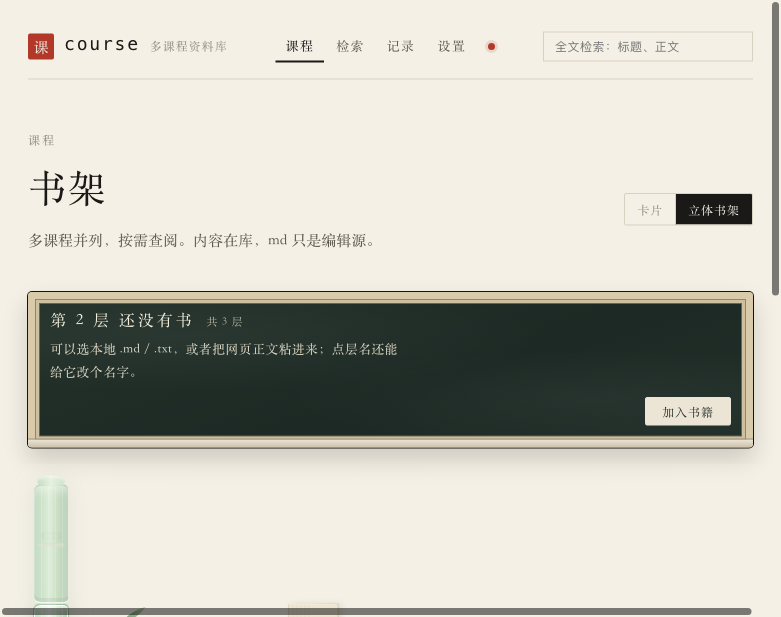 课 course 多课程资料库 课程 检索 记录 设置 全文检索：标题、正文
课程
书架
卡片 立体书架
多课程并列，按需查阅。内容在库，md 只是编辑源。
第 2 层 还没有书 共 3 层
可以选本地 .md / .txt，或者把网页正文粘进来；点层名还能
给它改个名字。
加入书籍